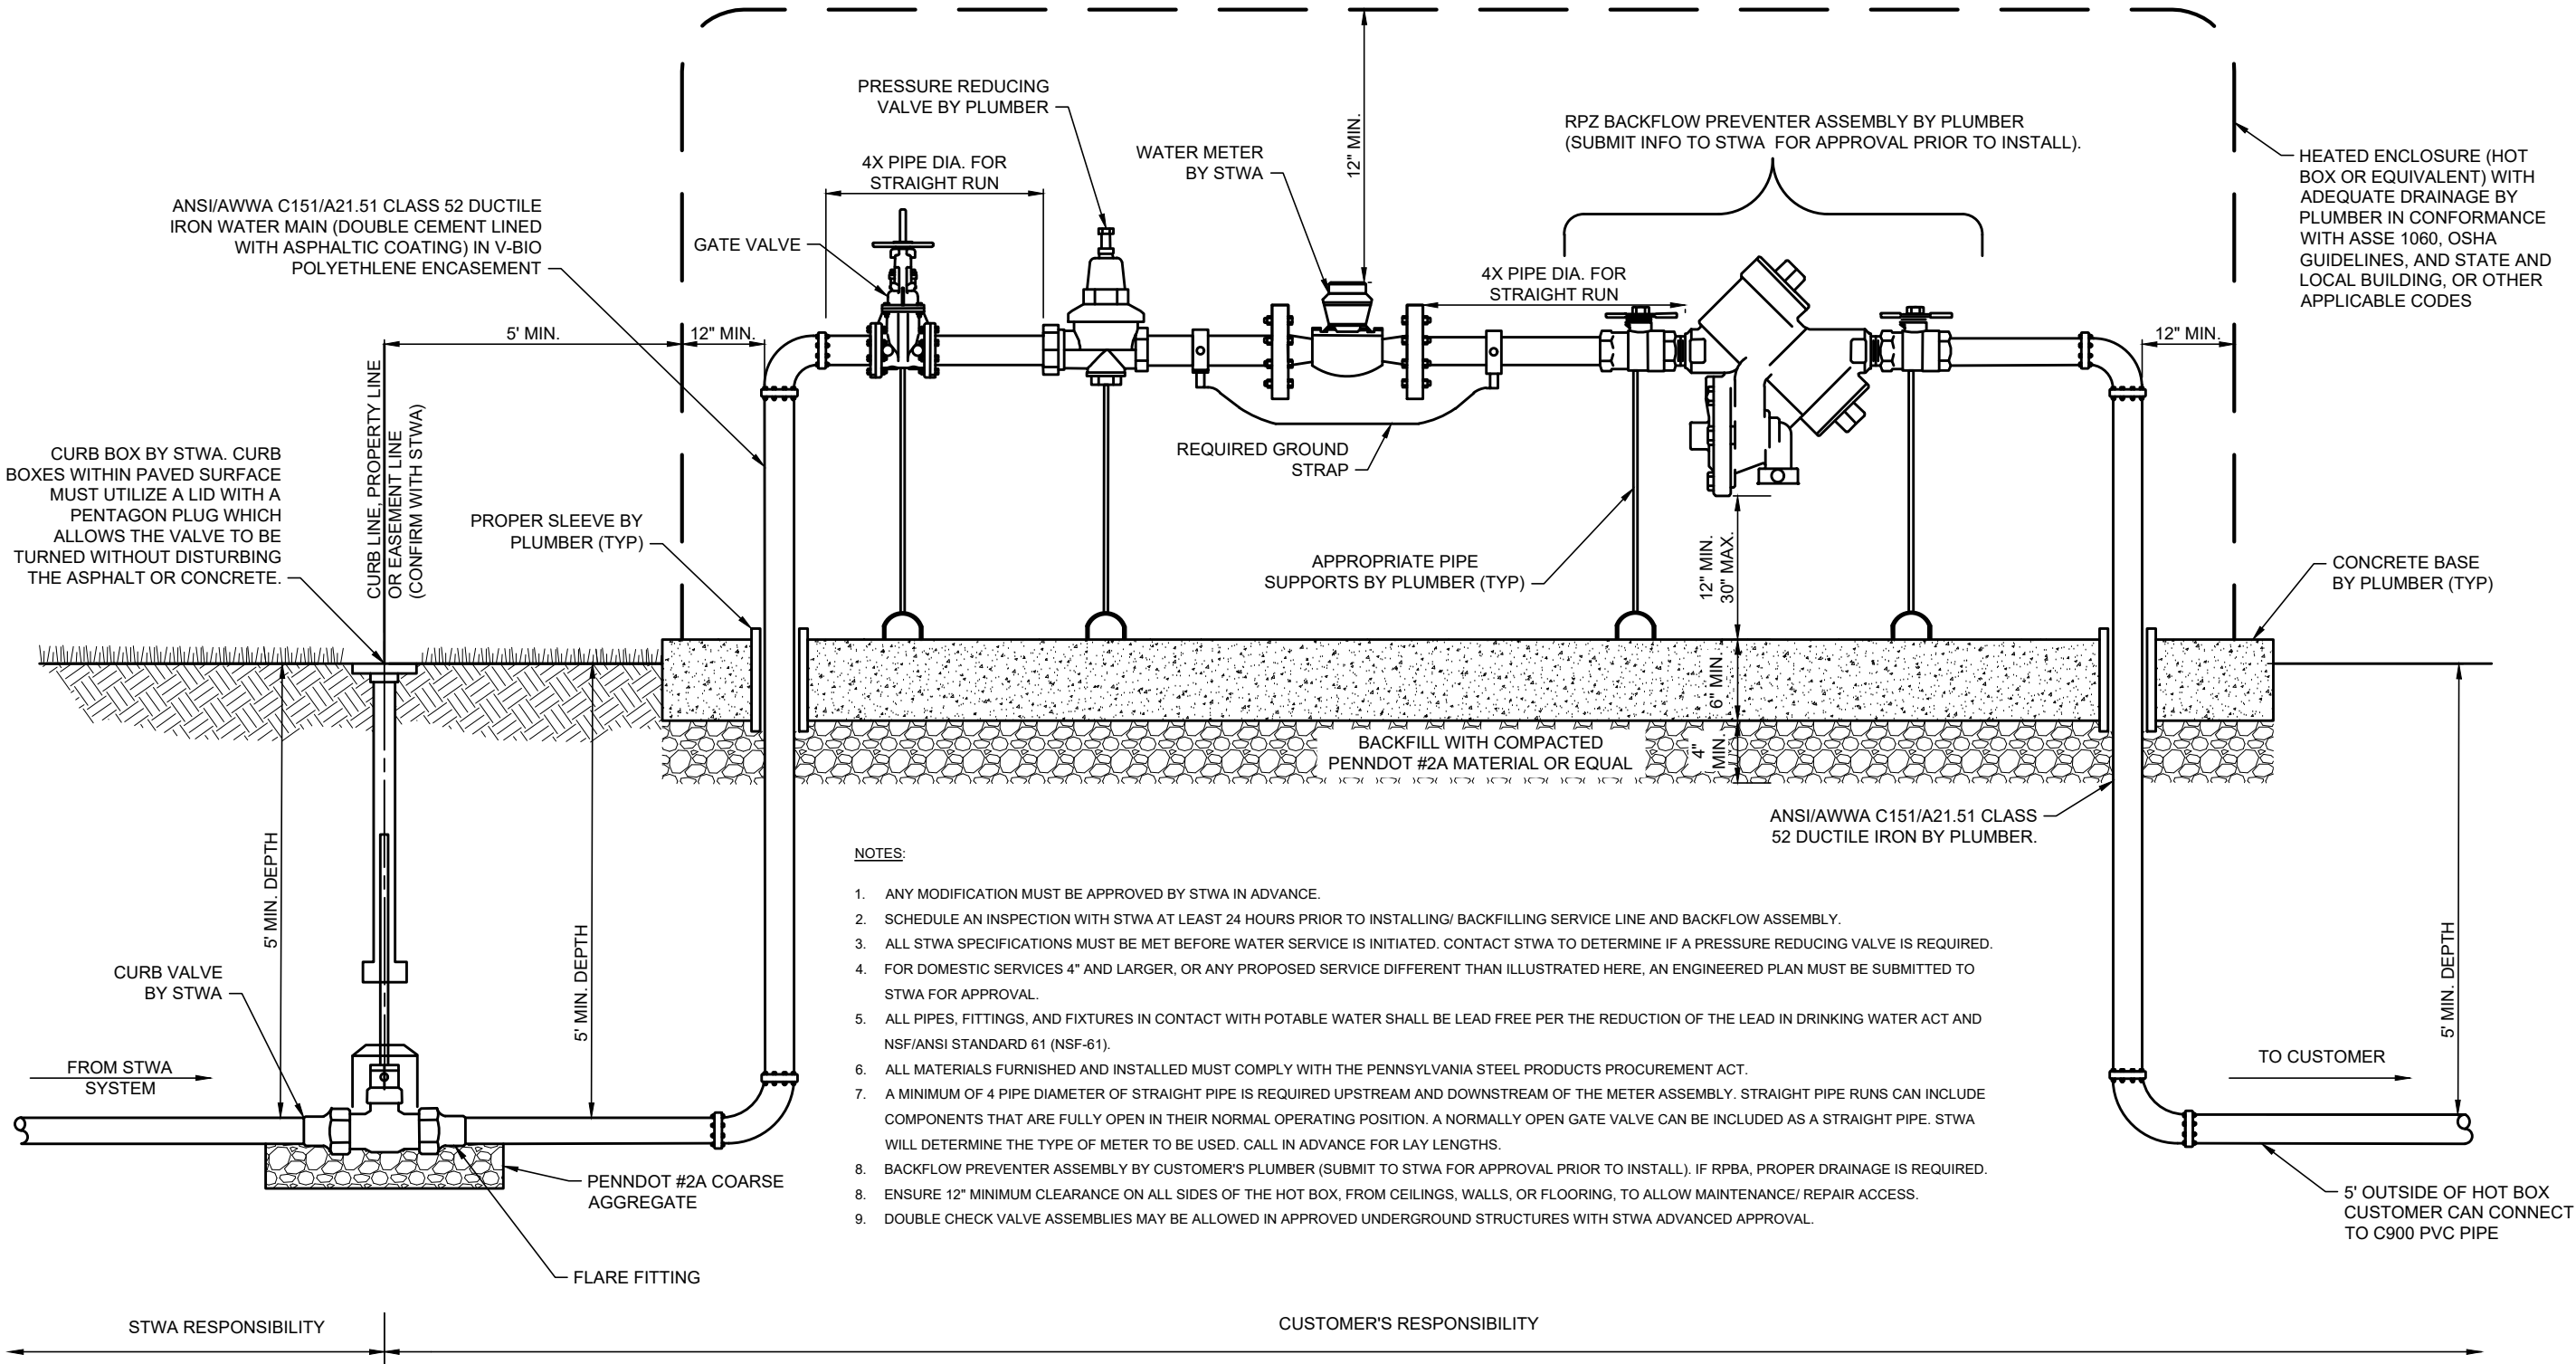 PRESSURE REDUCING
VALVE BY PLUMBER
4X PIPE DIA. FOR
STRAIGHT RUN
WATER METER
BY STWA
12" MIN.
RPZ BACKFLOW PREVENTER ASSEMBLY BY PLUMBER
(SUBMIT INFO TO STWA FOR APPROVAL PRIOR TO INSTALL).
HEATED ENCLOSURE (HOT
BOX OR EQUIVALENT) WITH
ADEQUATE DRAINAGE BY
PLUMBER IN CONFORMANCE
WITH ASSE 1060, OSHA
GUIDELINES, AND STATE AND
LOCAL BUILDING, OR OTHER
APPLICABLE CODES
ANSI/AWWA C151/A21.51 CLASS 52 DUCTILE
IRON WATER MAIN (DOUBLE CEMENT LINED
WITH ASPHALTIC COATING) IN V-BIO
POLYETHLENE ENCASEMENT
GATE VALVE
4X PIPE DIA. FOR
STRAIGHT RUN
5' MIN.
12" MIN.
12" MIN.
CURB LINE, PROPERTY LINE
OR EASEMENT LINE
(CONFIRM WITH STWA)
CURB BOX BY STWA. CURB
BOXES WITHIN PAVED SURFACE
MUST UTILIZE A LID WITH A
PENTAGON PLUG WHICH
ALLOWS THE VALVE TO BE
TURNED WITHOUT DISTURBING
THE ASPHALT OR CONCRETE.
REQUIRED GROUND
STRAP
PROPER SLEEVE BY
PLUMBER (TYP)
APPROPRIATE PIPE
SUPPORTS BY PLUMBER (TYP)
12" MIN.
30" MAX.
CONCRETE BASE
BY PLUMBER (TYP)
6" MIN.
4"
MIN.
BACKFILL WITH COMPACTED
PENNDOT #2A MATERIAL OR EQUAL
ANSI/AWWA C151/A21.51 CLASS
52 DUCTILE IRON BY PLUMBER.
5' MIN. DEPTH
5' MIN. DEPTH
5' MIN. DEPTH
CURB VALVE
BY STWA
FROM STWA
SYSTEM
TO CUSTOMER
NOTES:
1. ANY MODIFICATION MUST BE APPROVED BY STWA IN ADVANCE.
2. SCHEDULE AN INSPECTION WITH STWA AT LEAST 24 HOURS PRIOR TO INSTALLING/ BACKFILLING SERVICE LINE AND BACKFLOW ASSEMBLY.
3. ALL STWA SPECIFICATIONS MUST BE MET BEFORE WATER SERVICE IS INITIATED. CONTACT STWA TO DETERMINE IF A PRESSURE REDUCING VALVE IS REQUIRED.
4. FOR DOMESTIC SERVICES 4" AND LARGER, OR ANY PROPOSED SERVICE DIFFERENT THAN ILLUSTRATED HERE, AN ENGINEERED PLAN MUST BE SUBMITTED TO
STWA FOR APPROVAL.
5. ALL PIPES, FITTINGS, AND FIXTURES IN CONTACT WITH POTABLE WATER SHALL BE LEAD FREE PER THE REDUCTION OF THE LEAD IN DRINKING WATER ACT AND
NSF/ANSI STANDARD 61 (NSF-61).
6. ALL MATERIALS FURNISHED AND INSTALLED MUST COMPLY WITH THE PENNSYLVANIA STEEL PRODUCTS PROCUREMENT ACT.
7. A MINIMUM OF 4 PIPE DIAMETER OF STRAIGHT PIPE IS REQUIRED UPSTREAM AND DOWNSTREAM OF THE METER ASSEMBLY. STRAIGHT PIPE RUNS CAN INCLUDE
COMPONENTS THAT ARE FULLY OPEN IN THEIR NORMAL OPERATING POSITION. A NORMALLY OPEN GATE VALVE CAN BE INCLUDED AS A STRAIGHT PIPE. STWA
WILL DETERMINE THE TYPE OF METER TO BE USED. CALL IN ADVANCE FOR LAY LENGTHS.
8. BACKFLOW PREVENTER ASSEMBLY BY CUSTOMER'S PLUMBER (SUBMIT TO STWA FOR APPROVAL PRIOR TO INSTALL). IF RPBA, PROPER DRAINAGE IS REQUIRED.
8. ENSURE 12" MINIMUM CLEARANCE ON ALL SIDES OF THE HOT BOX, FROM CEILINGS, WALLS, OR FLOORING, TO ALLOW MAINTENANCE/ REPAIR ACCESS.
9. DOUBLE CHECK VALVE ASSEMBLIES MAY BE ALLOWED IN APPROVED UNDERGROUND STRUCTURES WITH STWA ADVANCED APPROVAL.
PENNDOT #2A COARSE
AGGREGATE
FLARE FITTING
5' OUTSIDE OF HOT BOX
CUSTOMER CAN CONNECT
TO C900 PVC PIPE
STWA RESPONSIBILITY
CUSTOMER'S RESPONSIBILITY